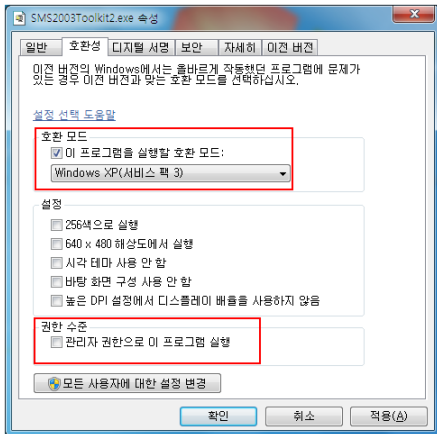 SMS2003Toolkit2.exe 속성
일반 호환성 디지털 서명 보안 자세히 이전 버전
이전 버전의 Windows에서는 올바르게 작동했던 프로그램에 문제가
있는 경우 이전 버전과 맞는 호환 모드를 선택하십시오.
설정 선택 도움말
호환 모드
이 프로그램을 실행할 호환 모드:
Windows XP(서비스 팩 3)
설정
256색으로 실행
640 x 480 해상도에서 실행
시각 테마 사용 안 함
바탕 화면 구성 사용 안 함
높은 DPI 설정에서 디스플레이 배율을 사용하지 않음
권한 수준
관리자 권한으로 이 프로그램 실행
모든 사용자에 대한 설정 변경
확인 취소 적용(A)